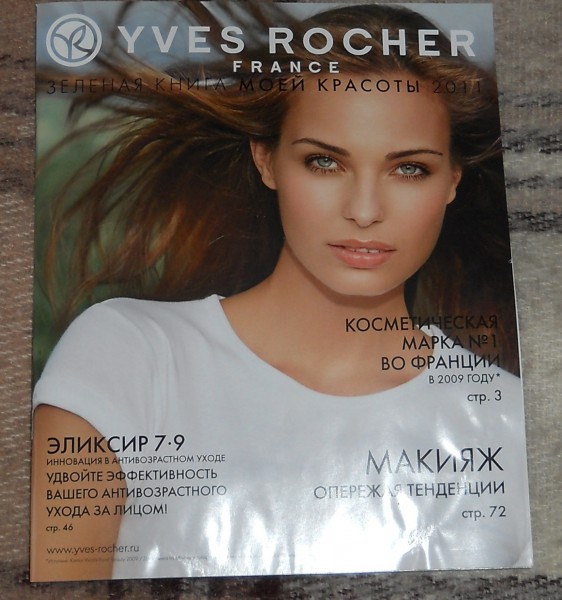 YVES ROCHER
FRANCE
ЗЕЛЕНАЯ КНИГА МОЕЙ КРАСОТЫ 2011
КОСМЕТИЧЕСКАЯ
МАРКА №1
ВО ФРАНЦИИ
В 2009 ГОДУ*
стр. 3
ЭЛИКСИР 7·9
ИННОВАЦИЯ В АНТИВОЗРАСТНОМ УХОДЕ
УДВОЙТЕ ЭФФЕКТИВНОСТЬ
ВАШЕГО АНТИВОЗРАСТНОГО
УХОДА ЗА ЛИЦОМ!
стр. 46
МАКИЯЖ
ОПЕРЕЖАЯ ТЕНДЕНЦИИ
стр. 72
www.yves-rocher.ru